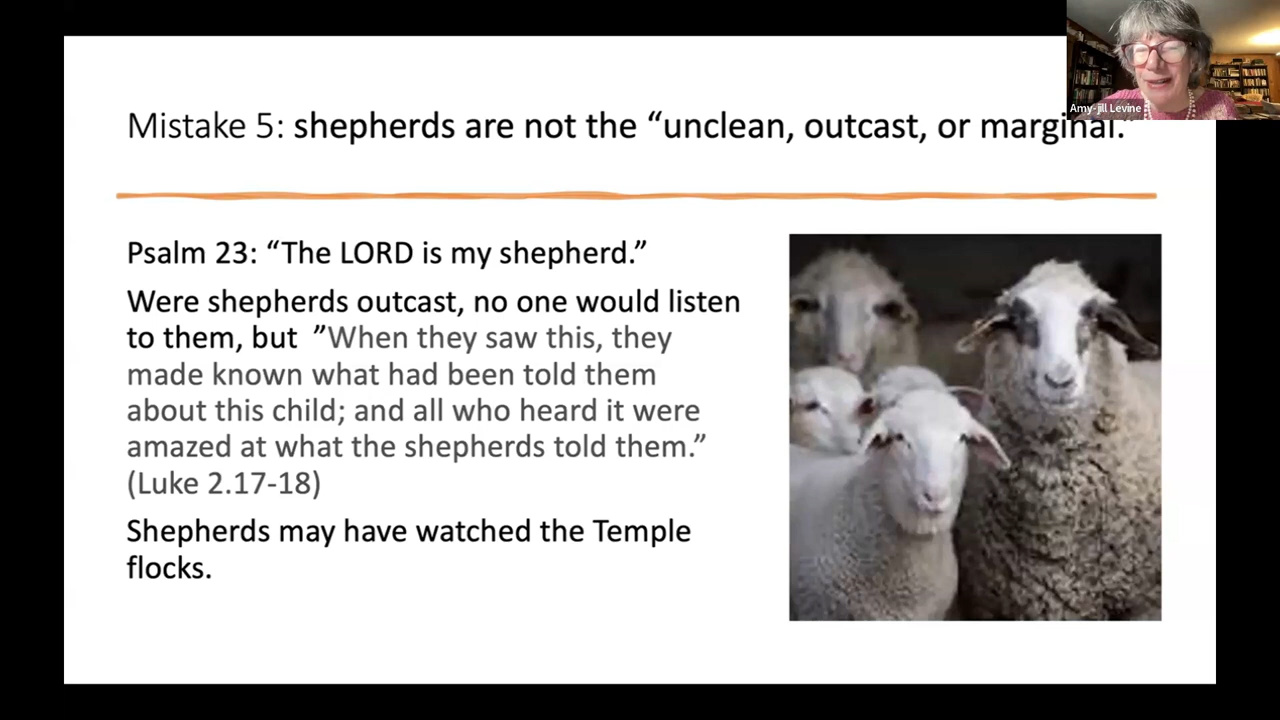 Mistake 5: shepherds are not the “unclean, outcast, or marginal.”
Amy-jill Levine
Psalm 23: “The LORD is my shepherd.”
Were shepherds outcast, no one would listen
to them, but ”When they saw this, they
made known what had been told them
about this child; and all who heard it were
amazed at what the shepherds told them.”
(Luke 2.17-18)
Shepherds may have watched the Temple
flocks.